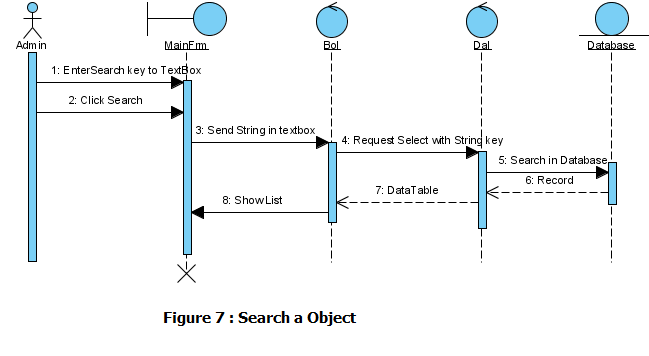 Admin
MainFrm
Bol
Dal
Database
1: EnterSearch key to TextBox
2: Click Search
3: Send String in textbox
4: Request Select with String key
5: Search in Database
6: Record
7: DataTable
8: ShowList
Figure 7 : Search a Object